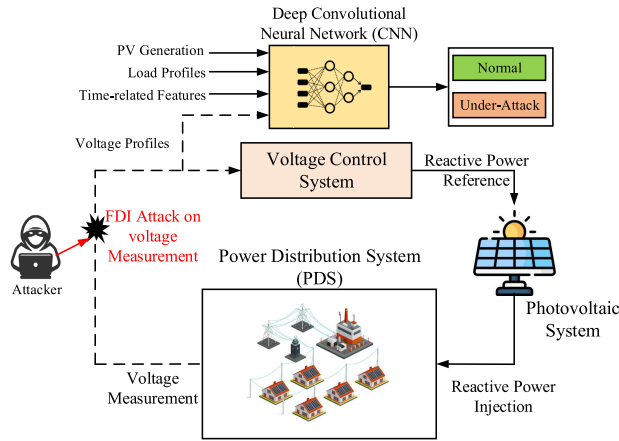 Deep Convolutional
Neural Network (CNN)
PV Generation
Load Profiles
Time-related Features
Normal
Under-Attack
Voltage Profiles
Voltage Control
System
Reactive Power
Reference
FDI Attack on
voltage
Measurement
Attacker
Power Distribution System
(PDS)
Photovoltaic
System
Voltage
Measurement
Reactive Power
Injection